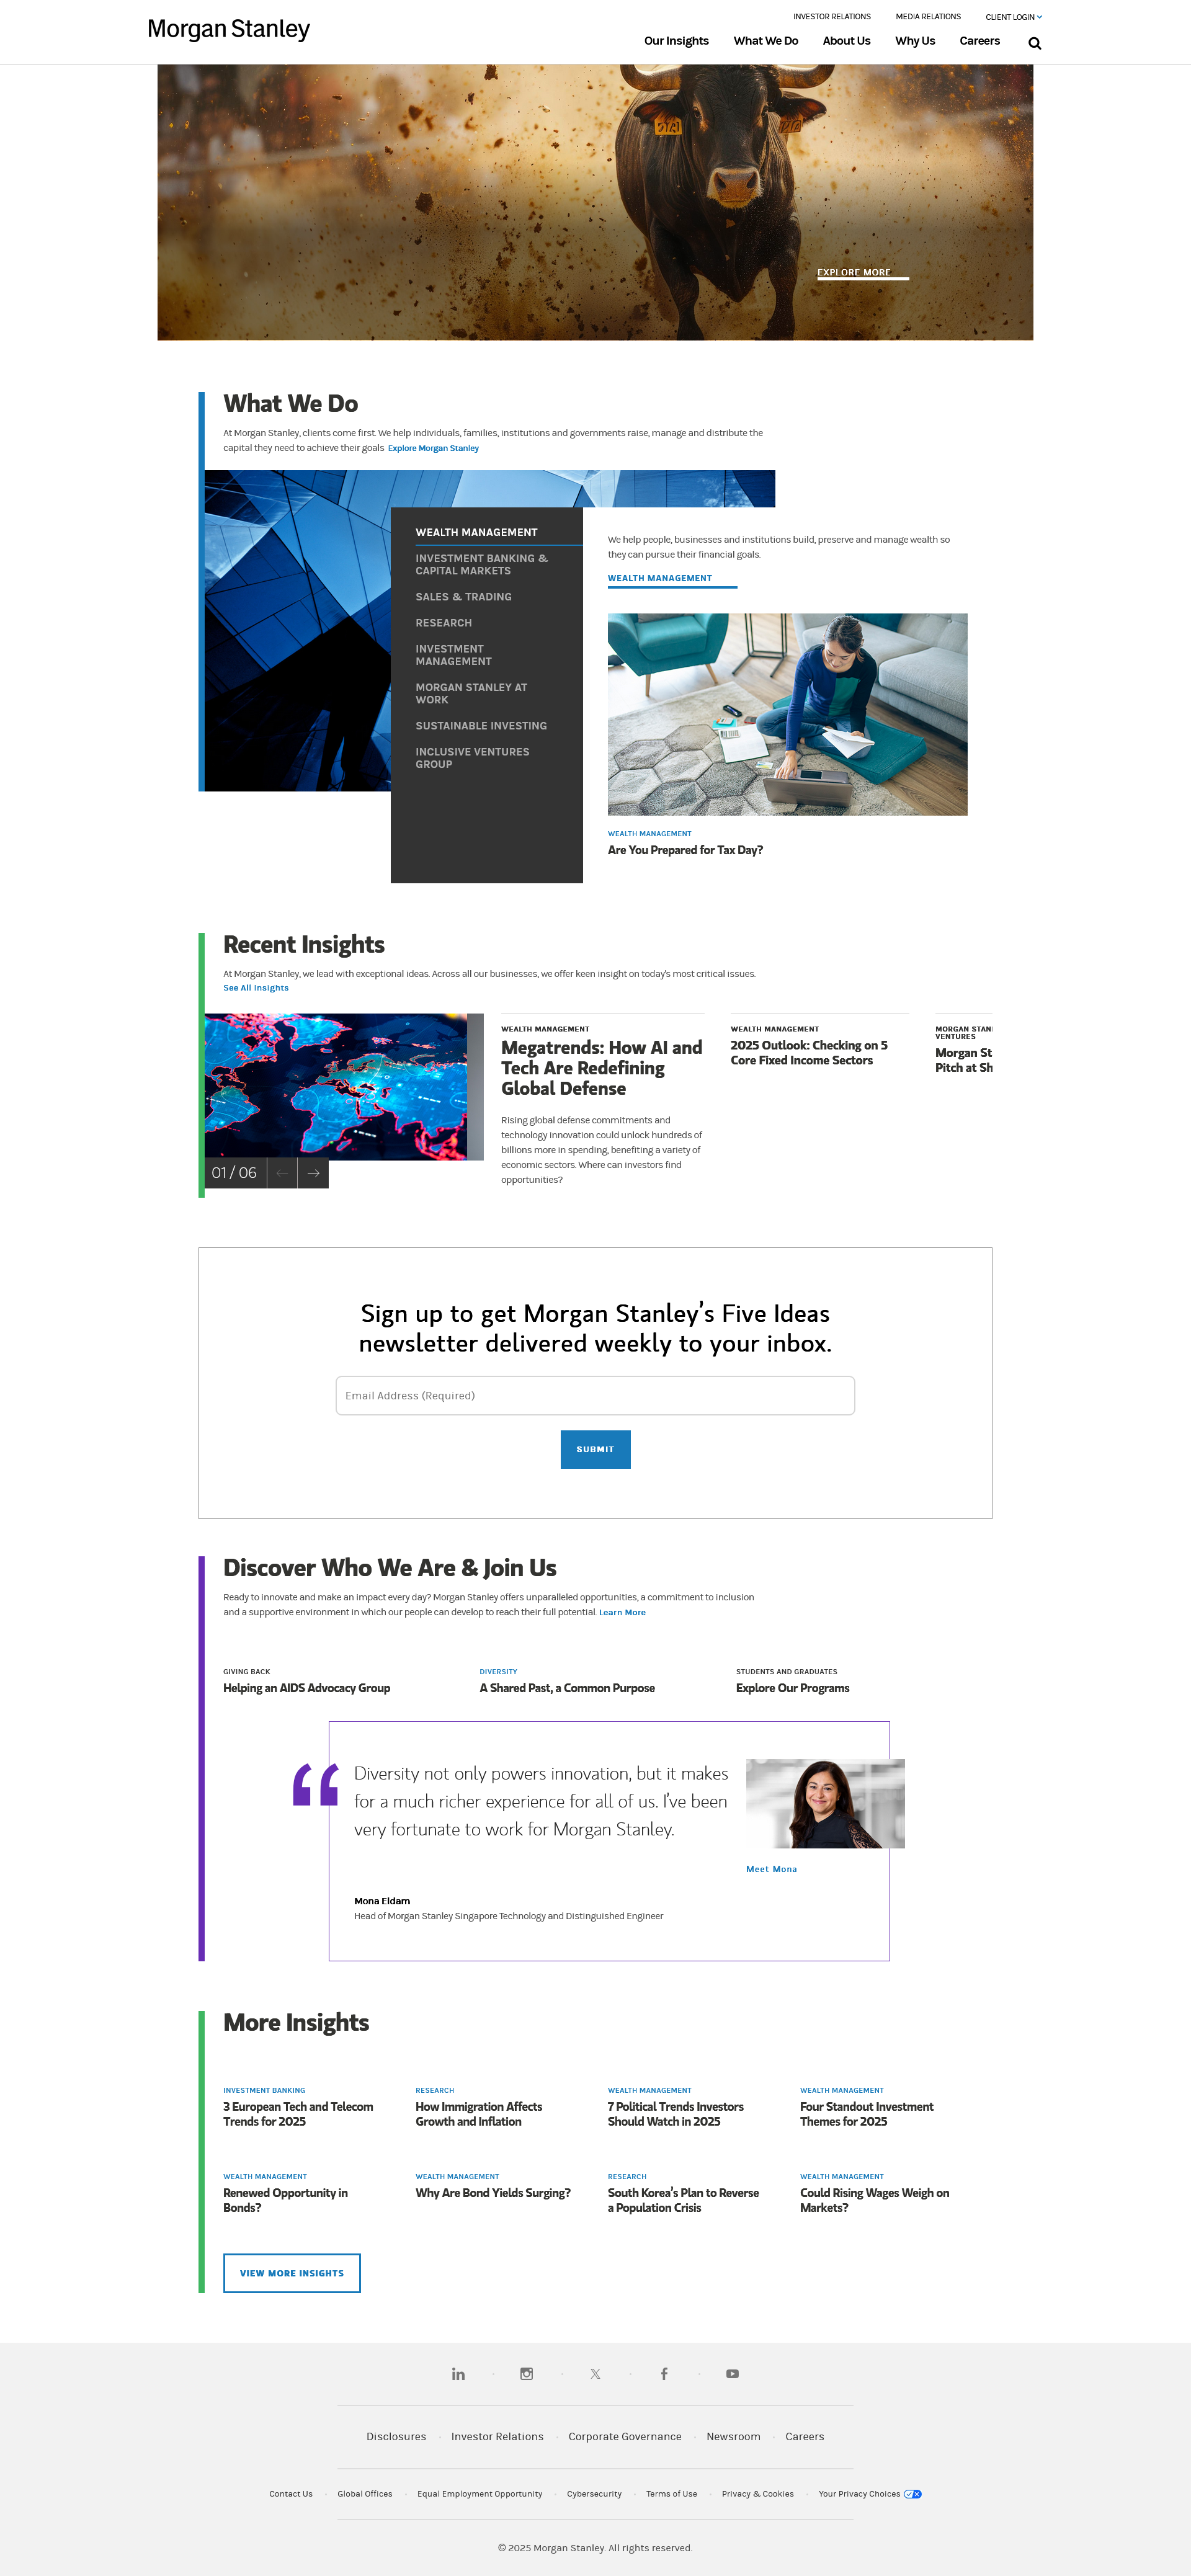 Morgan Stanley
INVESTOR RELATIONS
MEDIA RELATIONS
CLIENT LOGIN
Our Insights
What We Do
About Us
Why Us
Careers
EXPLORE MORE
What We Do
At Morgan Stanley, clients come first. We help individuals, families, institutions and governments raise, manage and distribute the
capital they need to achieve their goals. Explore Morgan Stanley
WEALTH MANAGEMENT
INVESTMENT BANKING &
CAPITAL MARKETS
SALES & TRADING
RESEARCH
INVESTMENT
MANAGEMENT
MORGAN STANLEY AT
WORK
SUSTAINABLE INVESTING
INCLUSIVE VENTURES
GROUP
We help people, businesses and institutions build, preserve and manage wealth so
they can pursue their financial goals.
WEALTH MANAGEMENT
WEALTH MANAGEMENT
Are You Prepared for Tax Day?
Recent Insights
At Morgan Stanley, we lead with exceptional ideas. Across all our businesses, we offer keen insight on today's most critical issues.
See All Insights
01 / 06
WEALTH MANAGEMENT
Megatrends: How AI and
Tech Are Redefining
Global Defense
Rising global defense commitments and
technology innovation could unlock hundreds of
billions more in spending, benefiting a variety of
economic sectors. Where can investors find
opportunities?
WEALTH MANAGEMENT
2025 Outlook: Checking on 5
Core Fixed Income Sectors
MORGAN STAN
VENTURES
Morgan St
Pitch at Sh
Sign up to get Morgan Stanley's Five Ideas
newsletter delivered weekly to your inbox.
Email Address (Required)
SUBMIT
Discover Who We Are & Join Us
Ready to innovate and make an impact every day? Morgan Stanley offers unparalleled opportunities, a commitment to inclusion
and a supportive environment in which our people can develop to reach their full potential. Learn More
GIVING BACK
Helping an AIDS Advocacy Group
DIVERSITY
A Shared Past, a Common Purpose
STUDENTS AND GRADUATES
Explore Our Programs
“
Diversity not only powers innovation, but it makes
for a much richer experience for all of us. I've been
very fortunate to work for Morgan Stanley.
Meet Mona
Mona Eldam
Head of Morgan Stanley Singapore Technology and Distinguished Engineer
More Insights
INVESTMENT BANKING
3 European Tech and Telecom
Trends for 2025
RESEARCH
How Immigration Affects
Growth and Inflation
WEALTH MANAGEMENT
7 Political Trends Investors
Should Watch in 2025
WEALTH MANAGEMENT
Four Standout Investment
Themes for 2025
WEALTH MANAGEMENT
Renewed Opportunity in
Bonds?
WEALTH MANAGEMENT
Why Are Bond Yields Surging?
RESEARCH
South Korea's Plan to Reverse
a Population Crisis
WEALTH MANAGEMENT
Could Rising Wages Weigh on
Markets?
VIEW MORE INSIGHTS
Disclosures
Investor Relations
Corporate Governance
Newsroom
Careers
Contact Us
Global Offices
Equal Employment Opportunity
Cybersecurity
Terms of Use
Privacy & Cookies
Your Privacy Choices
© 2025 Morgan Stanley. All rights reserved.